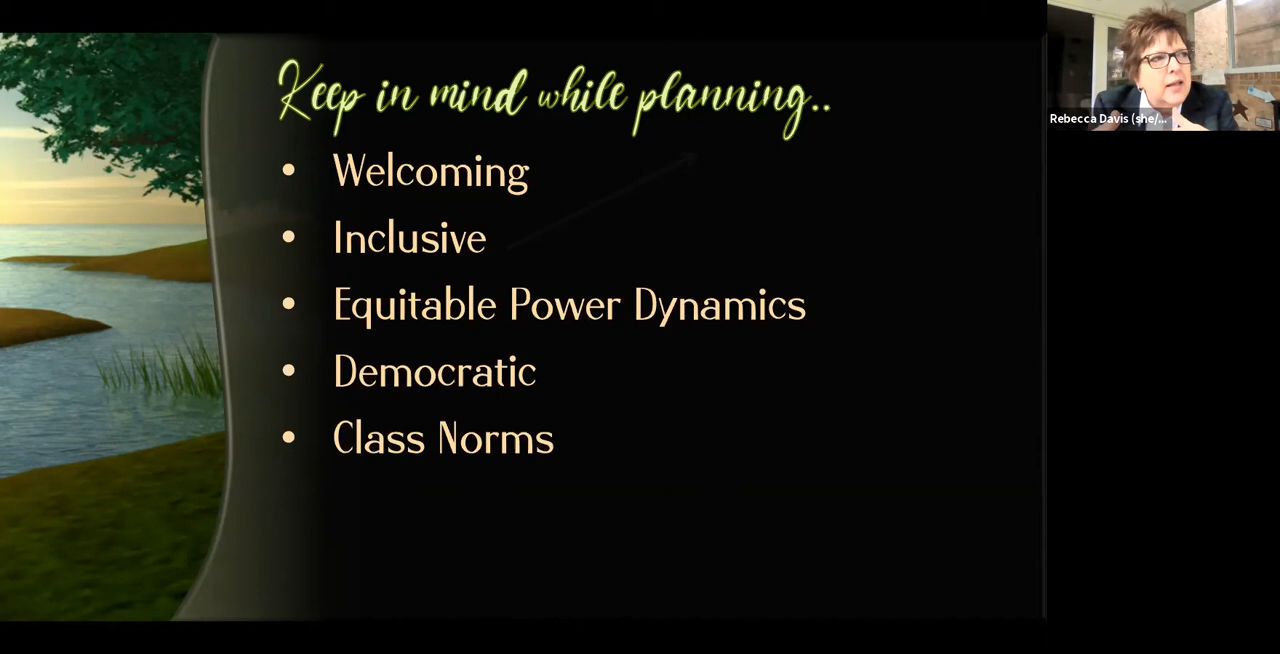 Keep in mind while planning..
• Welcoming
• Inclusive
• Equitable Power Dynamics
• Democratic
• Class Norms
Rebecca Davis (she/...